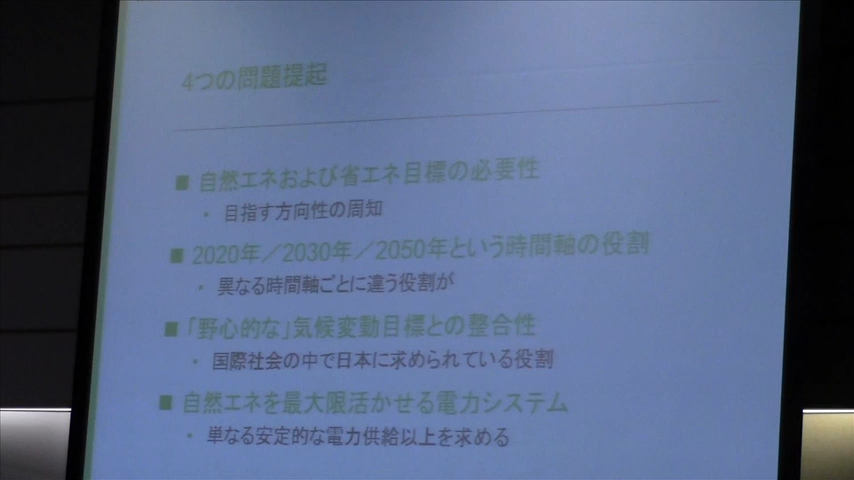 4つの問題提起
■ 自然エネおよび省エネ目標の必要性
・ 目指す方向性の周知
■ 2020年／2030年／2050年という時間軸の役割
・ 異なる時間軸ごとに違う役割が
■ 「野心的な」気候変動目標との整合性
・ 国際社会の中で日本に求められている役割
■ 自然エネを最大限活かせる電力システム
・ 単なる安定的な電力供給以上を求める